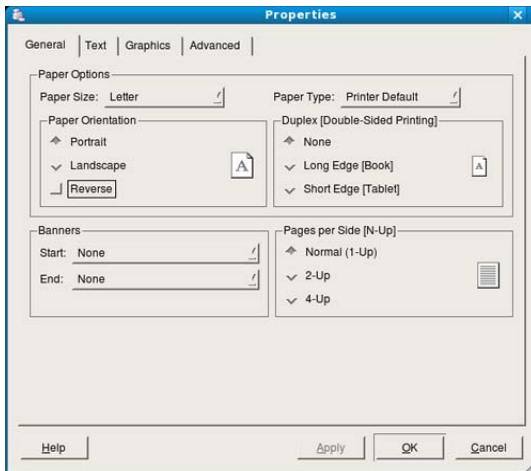 Properties
General Text Graphics Advanced
Paper Options
Paper Size: Letter
Paper Type: Printer Default
Paper Orientation
Portrait
Landscape
Reverse
A
Duplex [Double-Sided Printing]
None
Long Edge [Book]
Short Edge [Tablet]
A
Banners
Start: None
End: None
Pages per Side [N-Up]
Normal (1-Up)
2-Up
4-Up
Help Apply OK Cancel